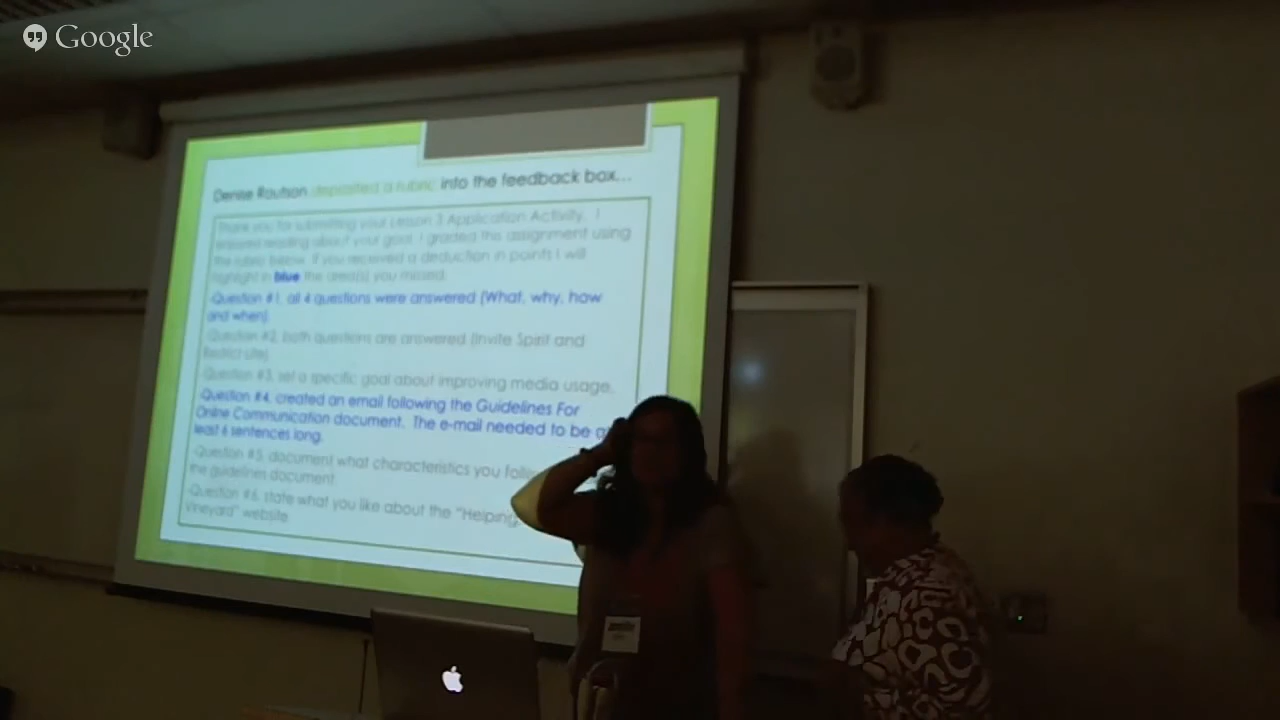 Google
Denise Routson deposited a rubric into the feedback box...
Thank you for submitting your Lesson 3 Application Activity. I
enjoyed reading about your goal. I graded this assignment using
the rubric below. If you received a deduction in points I will
highlight in blue the area(s) you missed.
-Question #1, all 4 questions were answered (What, why, how
and when).
-Question #2, both questions are answered (Invite Spirit and
-Question #3, set a specific goal about improving media usage.
-Question #4, created an email following the Guidelines For
Online Communication document. The e-mail needed to be
least 6 sentences long.
-Question #5, document what characteristics you
the guidelines document.
-Question #6, state what you like about the "Helping
Vineyard" website.